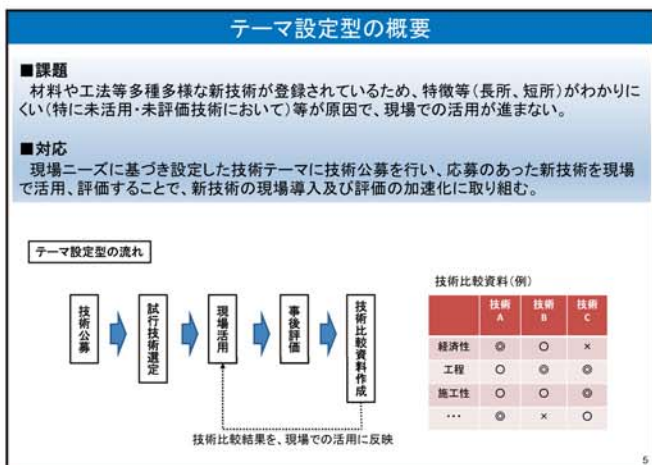 テーマ設定型の概要
■課題
材料や工法等多種多様な新技術が登録されているため、特徴等(長所、短所)がわかりに
くい(特に未活用・未評価技術において)等が原因で、現場での活用が進まない。
■対応
現場ニーズに基づき設定した技術テーマに技術公募を行い、応募のあった新技術を現場
で活用、評価することで、新技術の現場導入及び評価の加速化に取り組む。
テーマ設定型の流れ
技術公募
試行技術選定
現場活用
事後評価
技術比較資料作成
技術比較結果を、現場での活用に反映
技術比較資料(例)
技術A 技術B 技術C
経済性 ◎ ○ ×
工程 ○ ◎ ◎
施工性 ○ ○ ◎
・・・ ◎ × ○
5